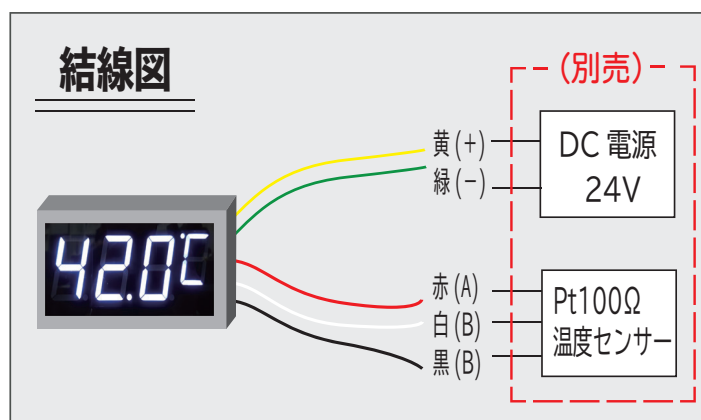 結線図
(別売)
黄(+)
緑(−)
DC 電源
24V
42.0℃
赤(A)
白(B)
黒(B)
Pt100Ω
温度センサー